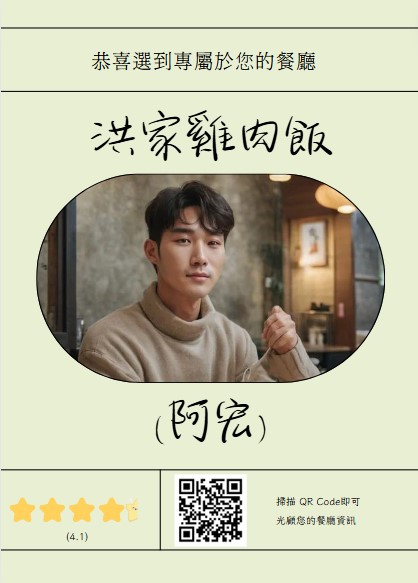 恭喜選到專屬於您的餐廳
洪家雞肉飯
(阿宏)
(4.1)
掃描 QR Code即可
光顧您的餐廳資訊